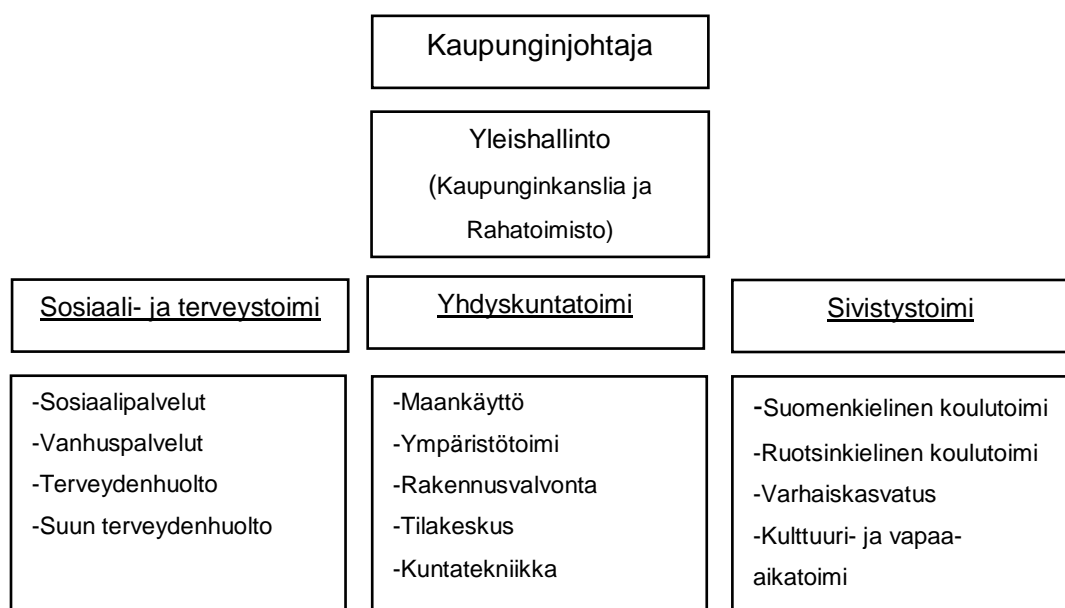 Kaupunginjohtaja
Yleishallinto
(Kaupunginkanslia ja
Rahatoimisto)
Sosiaali- ja terveystoimi
Yhdyskuntatoimi
Sivistystoimi
-Sosiaalipalvelut
-Vanhuspalvelut
-Terveydenhuolto
-Suun terveydenhuolto
-Maankäyttö
-Ympäristötoimi
-Rakennusvalvonta
-Tilakeskus
-Kuntatekniikka
-Suomenkielinen koulutoimi
-Ruotsinkielinen koulutoimi
-Varhaiskasvatus
-Kulttuuri- ja vapaa-
aikatoimi